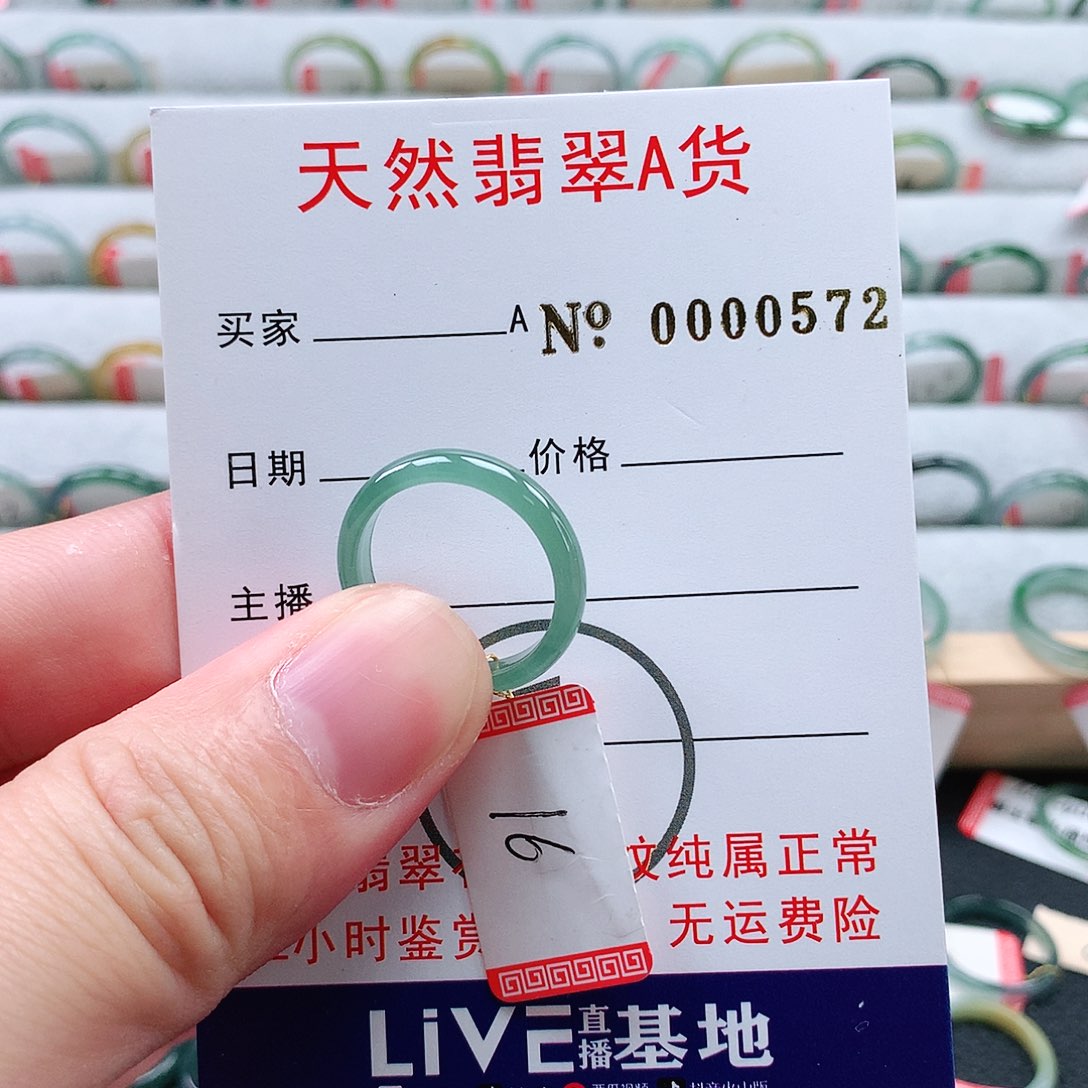 天然翡翠A货
买家 A Nº 0000572
日期 价格
主播
16
翡翠 纹纯属正常
小时鉴赏 无运费险
LiVE直播基地